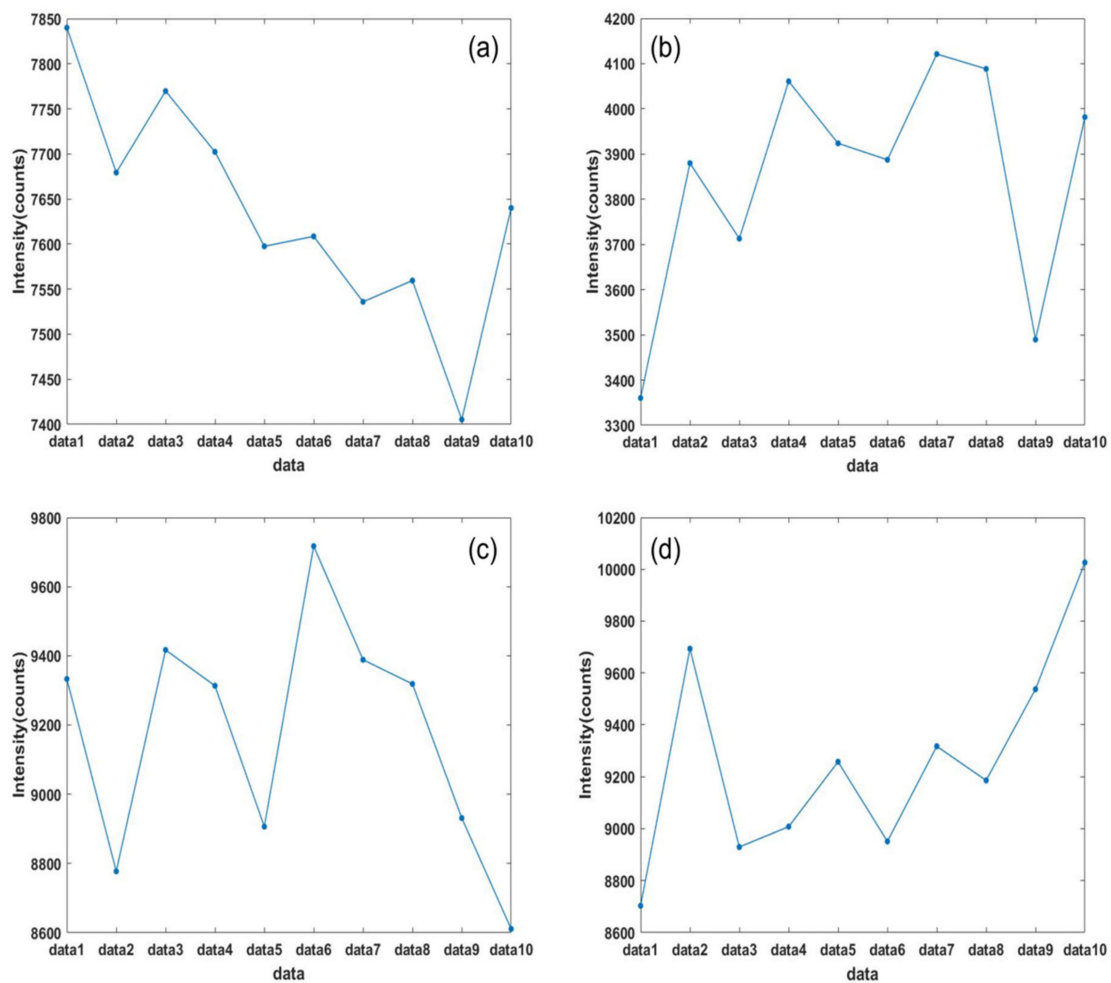 (a)
7850
7800
7750
7700
7650
7600
7550
7500
7450
7400
Intensity(counts)
data1 data2 data3 data4 data5 data6 data7 data8 data9 data10
data
(b)
4200
4100
4000
3900
3800
3700
3600
3500
3400
3300
Intensity(counts)
data1 data2 data3 data4 data5 data6 data7 data8 data9 data10
data
(c)
9800
9600
9400
9200
9000
8800
8600
Intensity(counts)
data1 data2 data3 data4 data5 data6 data7 data8 data9 data10
data
(d)
10200
10000
9800
9600
9400
9200
9000
8800
8600
Intensity(counts)
data1 data2 data3 data4 data5 data6 data7 data8 data9 data10
data